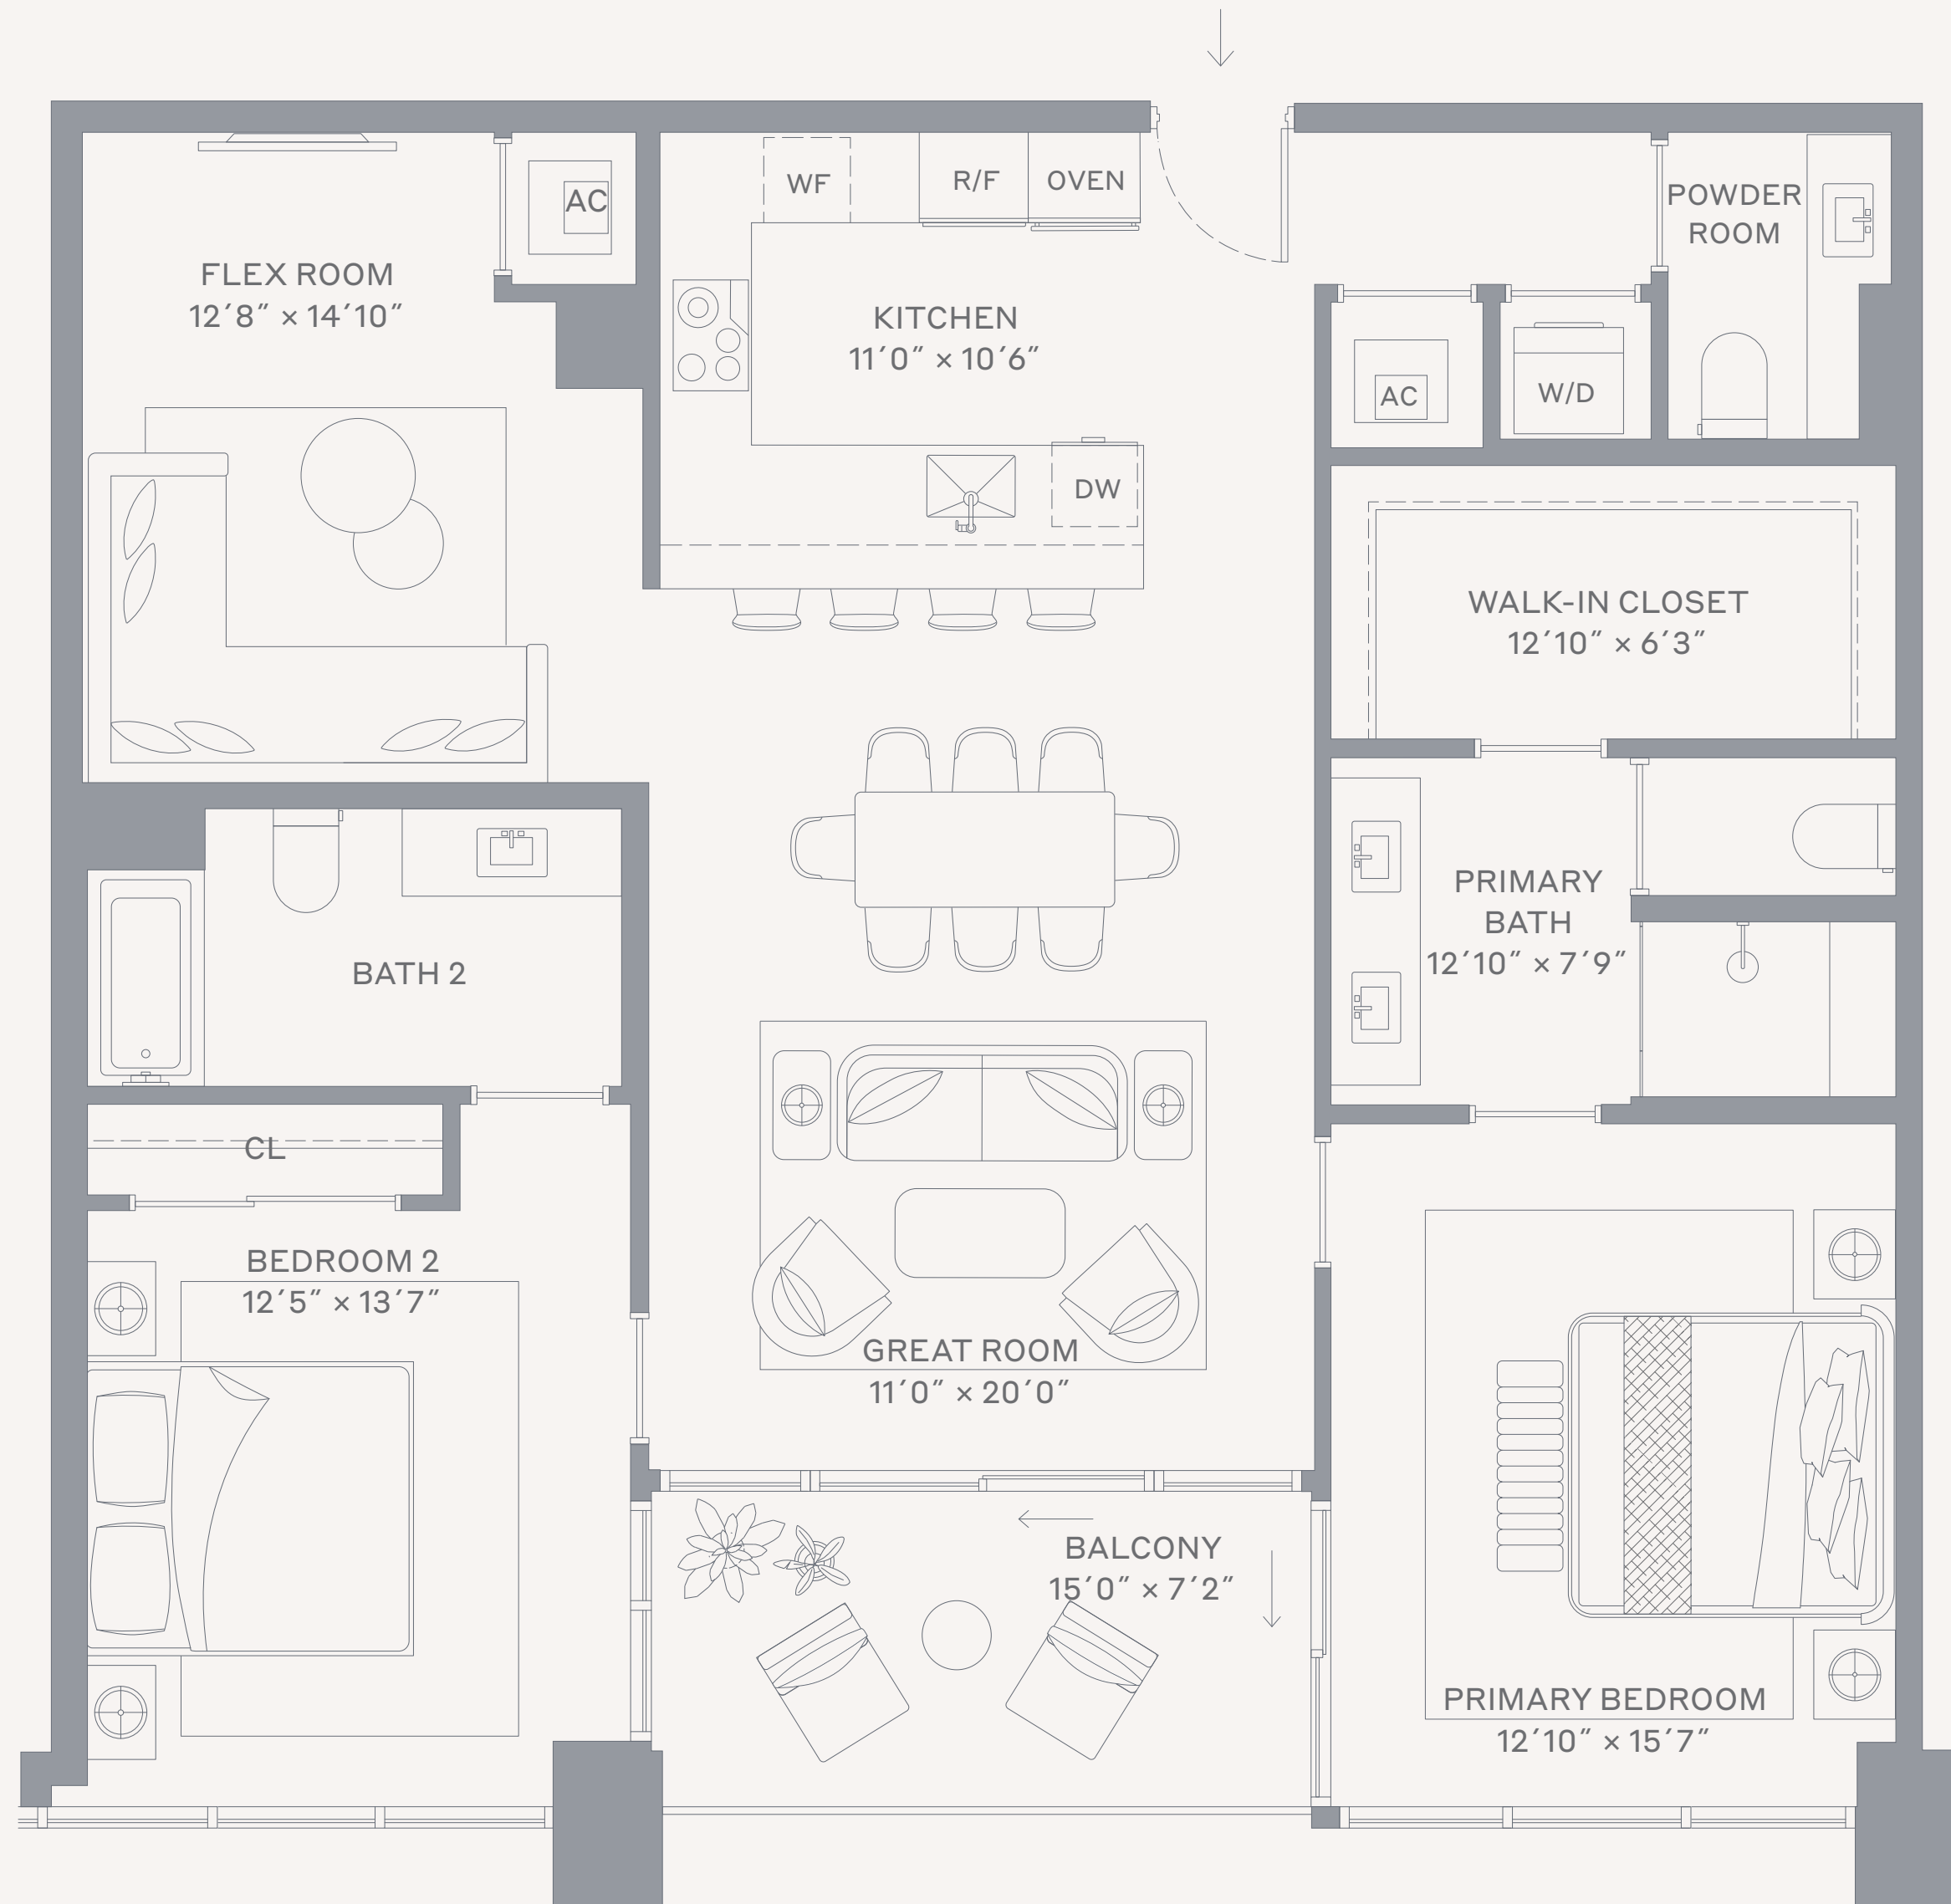 WF
R/F
OVEN
AC
POWDER
ROOM
FLEX ROOM
12´8˝ × 14´10˝
KITCHEN
11´0˝ × 10´6˝
AC
W/D
DW
WALK-IN CLOSET
12´10˝ × 6´3˝
PRIMARY
BATH
12´10˝ × 7´9˝
BATH 2
CL
BEDROOM 2
12´5˝ × 13´7˝
GREAT ROOM
11´0˝ × 20´0˝
BALCONY
15´0˝ × 7´2˝
PRIMARY BEDROOM
12´10˝ × 15´7˝